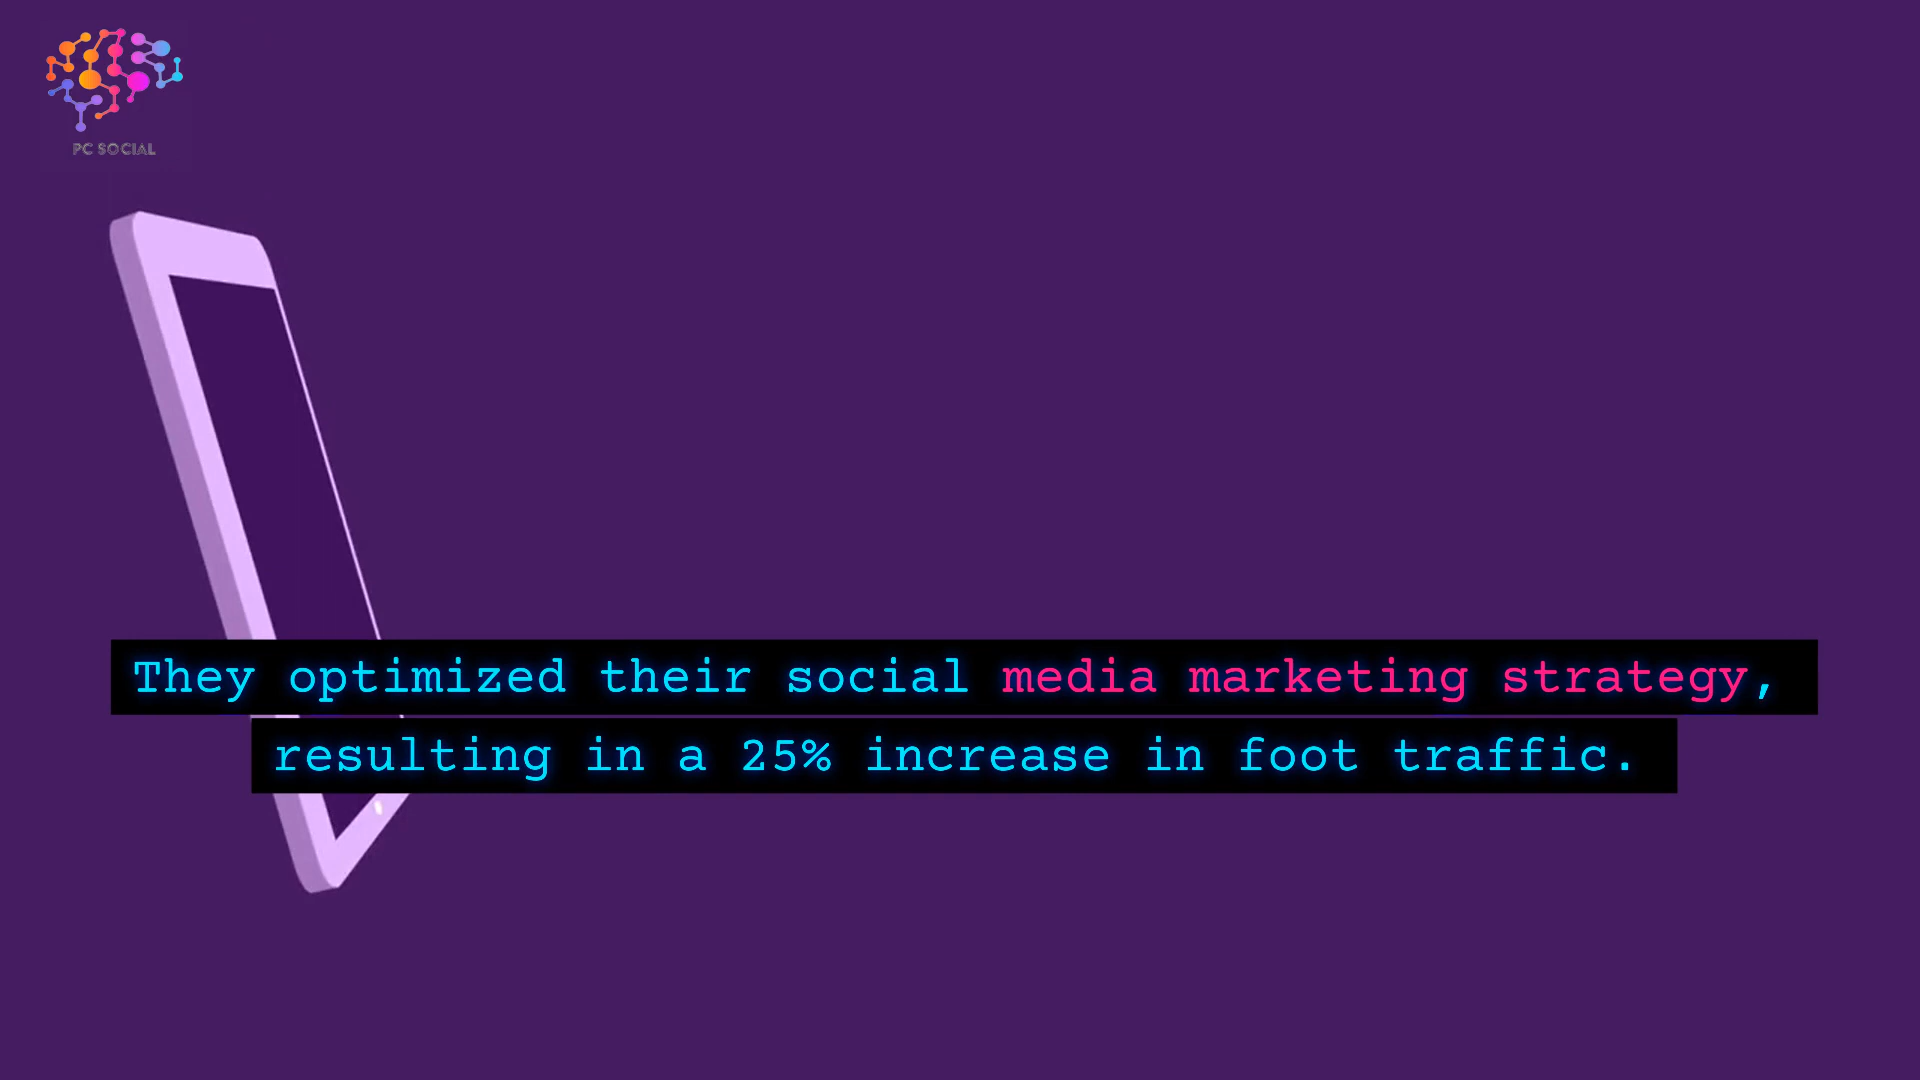 PC SOCIAL
They optimized their social media marketing strategy,
resulting in a 25% increase in foot traffic.